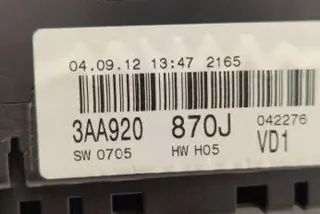 04.09.12 13:47 2165
3AA920 870J 042276
SW 0705 HW H05 VD1